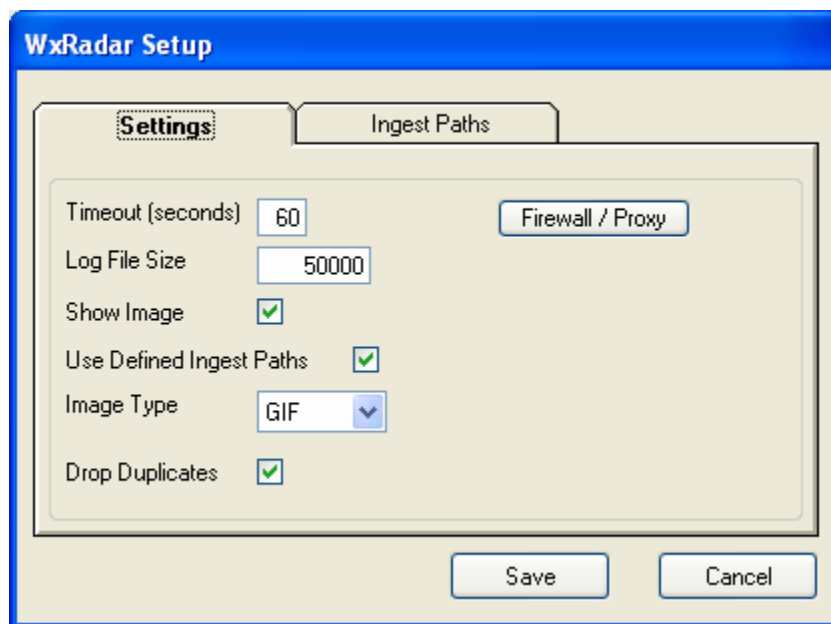 WxRadar Setup
Settings
Ingest Paths
Timeout (seconds) 60
Firewall / Proxy
Log File Size 50000
Show Image
Use Defined Ingest Paths
Image Type GIF
Drop Duplicates
Save
Cancel